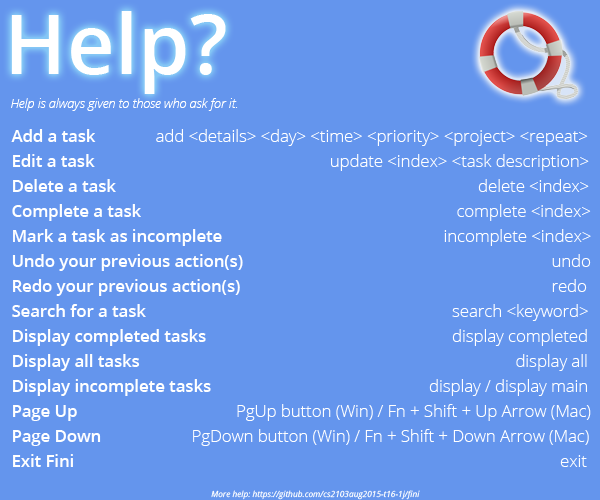 Help?
Help is always given to those who ask for it.
Add a task add <details> <day> <time> <priority> <project> <repeat>
Edit a task update <index> <task description>
Delete a task delete <index>
Complete a task complete <index>
Mark a task as incomplete incomplete <index>
Undo your previous action(s) undo
Redo your previous action(s) redo
Search for a task search <keyword>
Display completed tasks display completed
Display all tasks display all
Display incomplete tasks display / display main
Page Up PgUp button (Win) / Fn + Shift + Up Arrow (Mac)
Page Down PgDown button (Win) / Fn + Shift + Down Arrow (Mac)
Exit Fini exit
More help: https://github.com/cs2103aug2015-t16-1j/fini